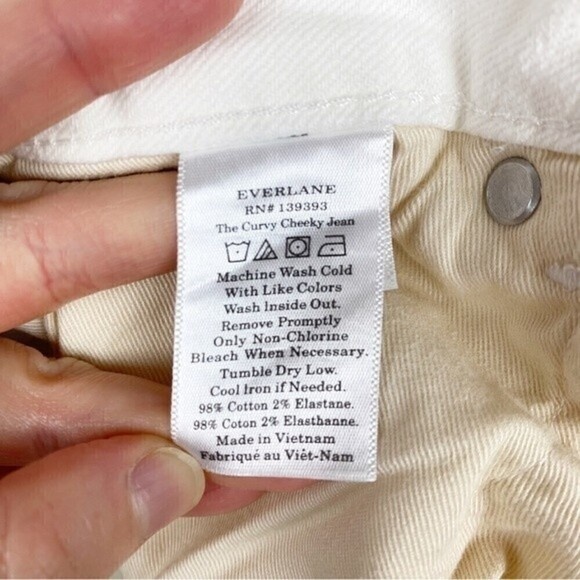 EVERLANE
RN# 139393
The Curvy Cheeky Jean
Machine Wash Cold
With Like Colors
Wash Inside Out.
Remove Promptly
Only Non-Chlorine
Bleach When Necessary.
Tumble Dry Low.
Cool Iron if Needed.
98% Cotton 2% Elastane.
98% Coton 2% Elasthanne.
Made in Vietnam
Fabriqué au Viêt-Nam